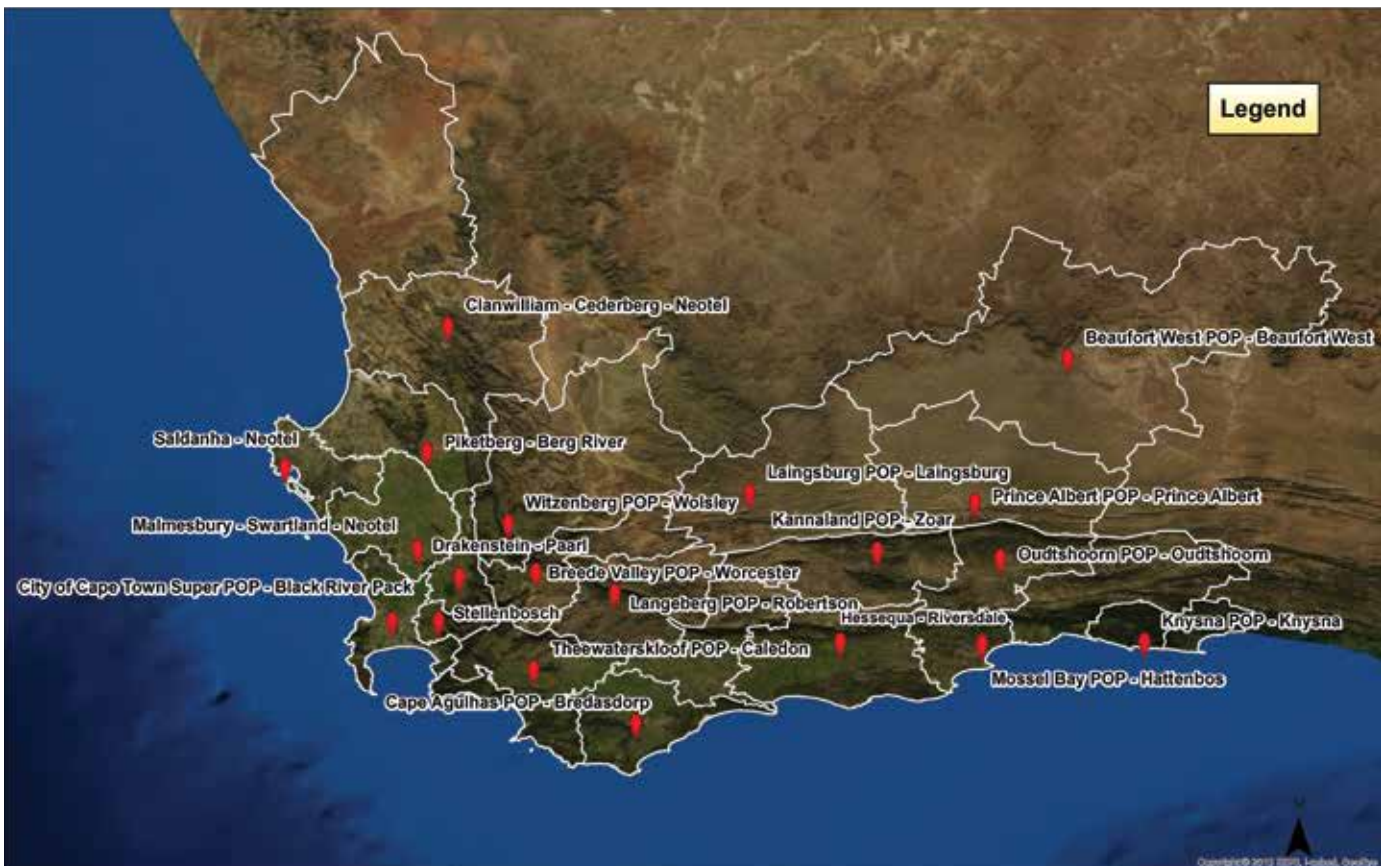 Legend
Clanwilliam - Cederberg - Neotel
Beaufort West POP - Beaufort West
Saldanha - Neotel
Piketberg - Berg River
Laingsburg POP - Laingsburg
Witzenberg POP - Wolsley
Prince Albert POP - Prince Albert
Kannaland POP - Zoar
Malmesbury - Swartland - Neotel
Drakenstein - Paarl
Oudtshoorn POP - Oudtshoorn
Breede Valley POP - Worcester
City of Cape Town Super POP - Black River Pack
Langeberg POP - Robertson
Stellenbosch
Hessequa - Riversdale
Knysna POP - Knysna
Theewaterskloof POP - Caledon
Mossel Bay POP - Hattenbos
Cape Agulhas POP - Bredasdorp